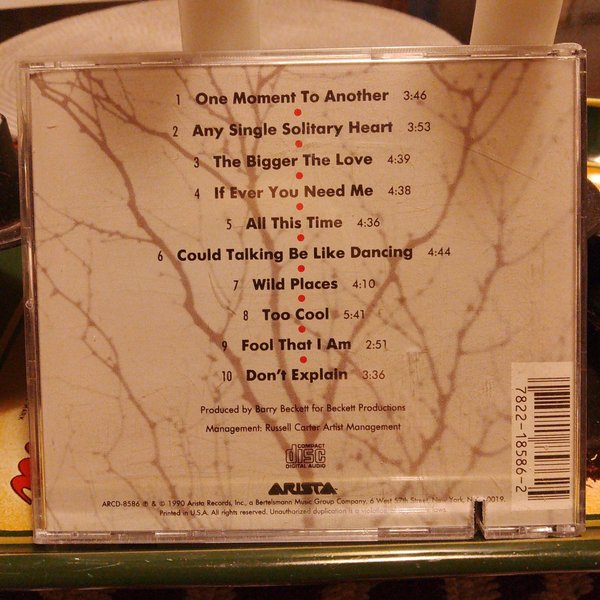 1 One Moment To Another 3:46
2 Any Single Solitary Heart 3:53
3 The Bigger The Love 4:39
4 If Ever You Need Me 4:38
5 All This Time 4:36
6 Could Talking Be Like Dancing 4:44
7 Wild Places 4:10
8 Too Cool 5:41
9 Fool That I Am 2:51
10 Don't Explain 3:36
Produced by Barry Beckett for Beckett Productions
Management: Russell Carter Artist Management
COMPACT
disc
DIGITAL AUDIO
ARISTA
ARCD-8586 ℗ & © 1990 Arista Records, Inc., a Bertelsmann Music Group Company, 6 West 57th Street, New York,
Printed in U.S.A. All rights reserved. Unauthorized duplication is a violation
7822-18586-2